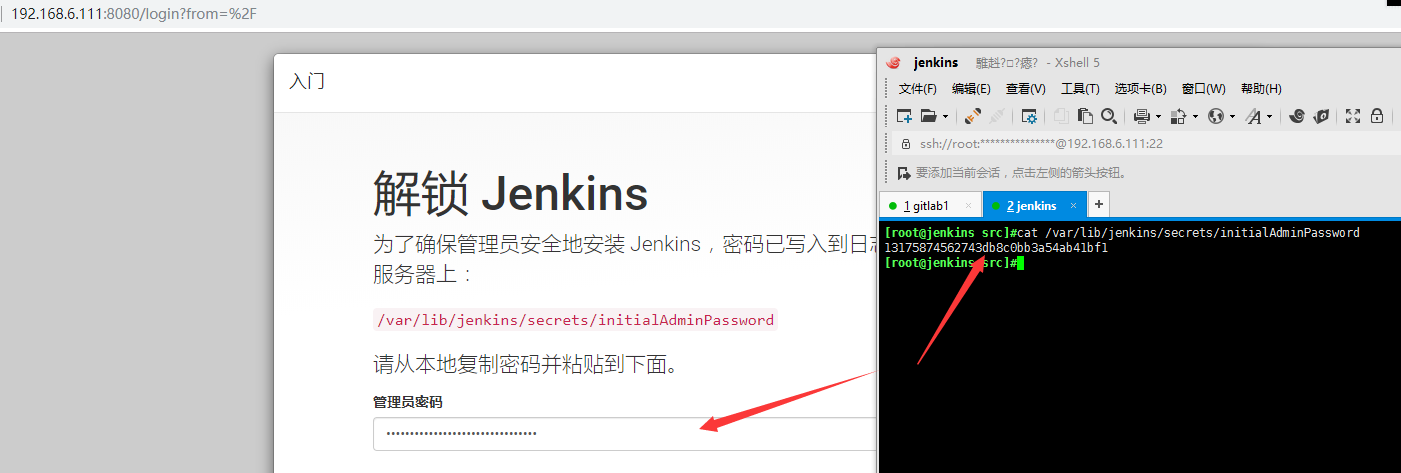 192.168.6.111:8080/login?from=%2F
入门
解锁 Jenkins
为了确保管理员安全地安装 Jenkins，密码已写入到日志
服务器上：
/var/lib/jenkins/secrets/initialAdminPassword
请从本地复制密码并粘贴到下面。
管理员密码
jenkins - Xshell 5
文件(F) 编辑(E) 查看(V) 工具(T) 选项卡(B) 窗口(W) 帮助(H)
ssh://root:***************@192.168.6.111:22
要添加当前会话，点击左侧的箭头按钮。
1 gitlab1 × 2 jenkins × +
[root@jenkins src]#cat /var/lib/jenkins/secrets/initialAdminPassword
13175874562743db8c0bb3a54ab41bf1
[root@jenkins src]#